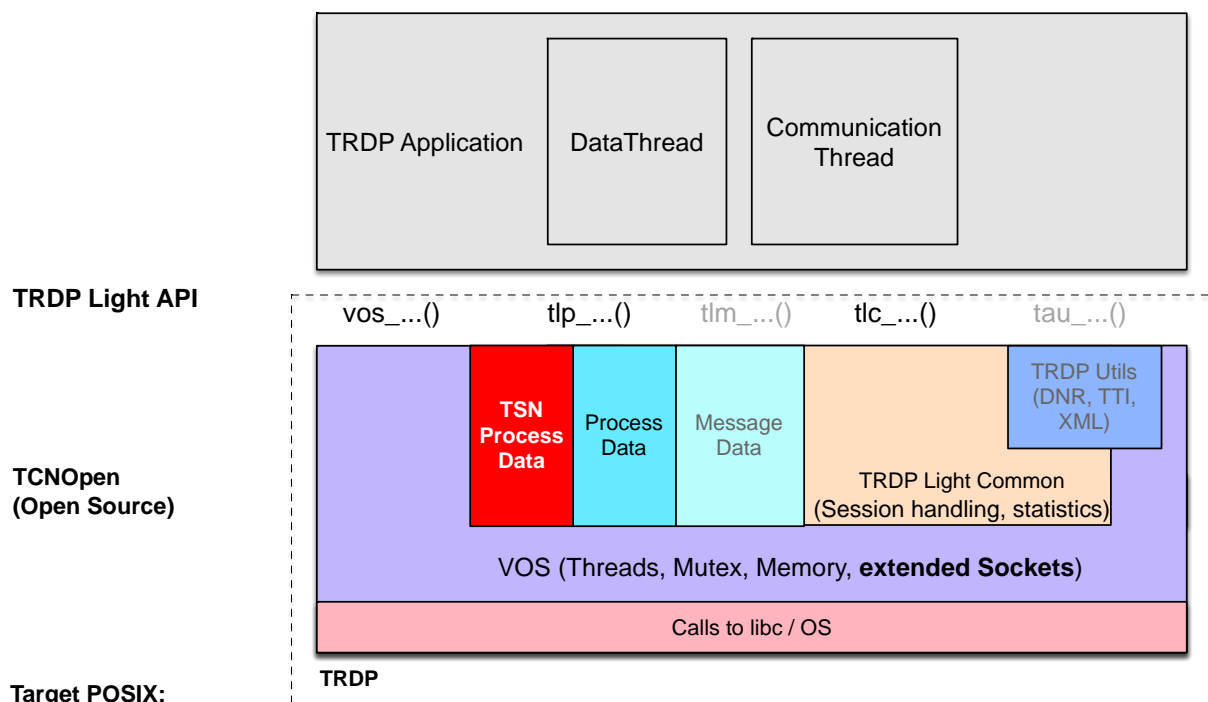 TRDP Application
DataThread
Communication
Thread
TRDP Light API
vos_...() tlp_...() tlm_...() tlc_...() tau_...()
TSN
Process
Data
Process
Data
Message
Data
TRDP Utils
(DNR, TTI,
XML)
TRDP Light Common
(Session handling, statistics)
TCNOpen
(Open Source)
VOS (Threads, Mutex, Memory, extended Sockets)
Calls to libc / OS
TRDP
Target POSIX: